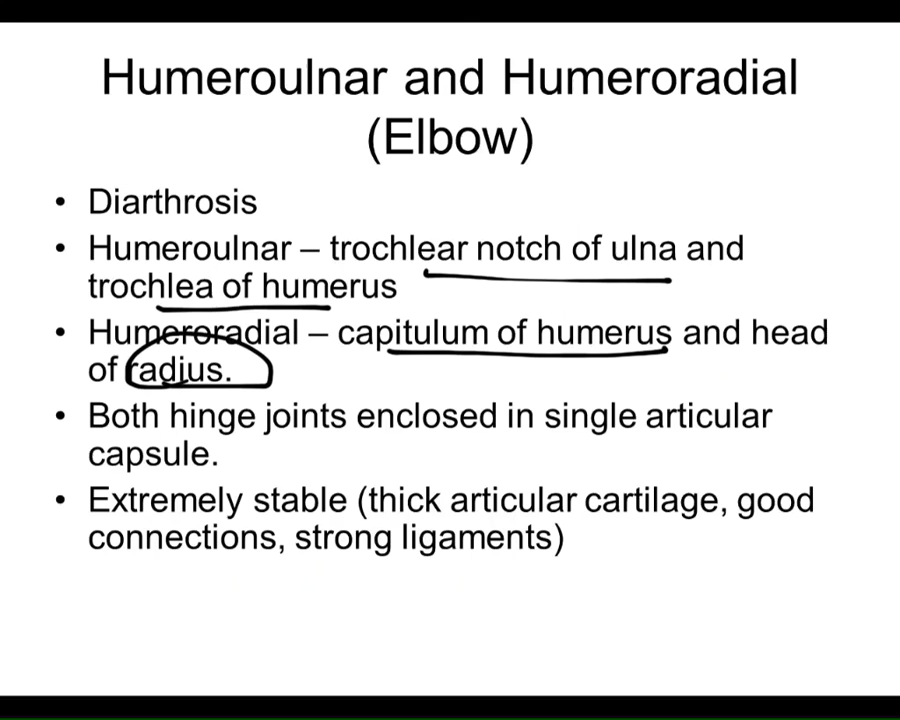 Humeroulnar and Humeroradial
(Elbow)
• Diarthrosis
• Humeroulnar – trochlear notch of ulna and
trochlea of humerus
• Humeroradial – capitulum of humerus and head
of radius.
• Both hinge joints enclosed in single articular
capsule.
• Extremely stable (thick articular cartilage, good
connections, strong ligaments)